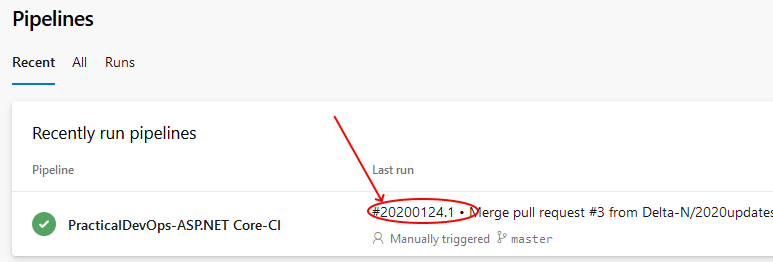 Pipelines
Recent All Runs
Recently run pipelines
Pipeline Last run
#20200124.1 • Merge pull request #3 from Delta-N/2020updates
PracticalDevOps-ASP.NET Core-CI
Manually triggered master